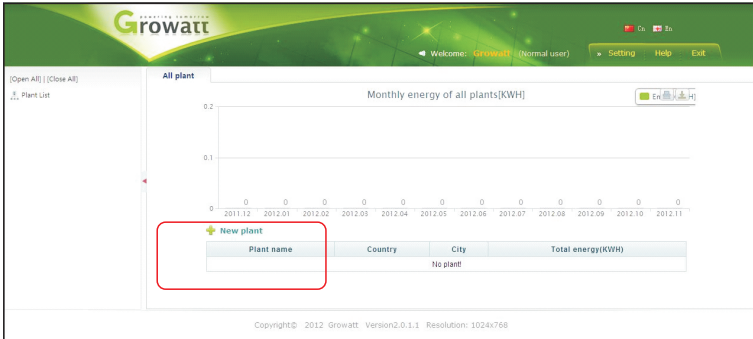 powering tomorrow
Growatt
Cn En
Welcome: Growatt (Normal user) » Setting Help Exit
[Open All] | [Close All]
Plant List
All plant
Monthly energy of all plants[KWH]
0.2
0.1
0
0 0 0 0 0 0 0 0 0 0 0 0
2011.12 2012.01 2012.02 2012.03 2012.04 2012.05 2012.06 2012.07 2012.08 2012.09 2012.10 2012.11
New plant
Plant name Country City Total energy(KWH)
No plant!
Copyright© 2012 Growatt Version2.0.1.1 Resolution: 1024x768